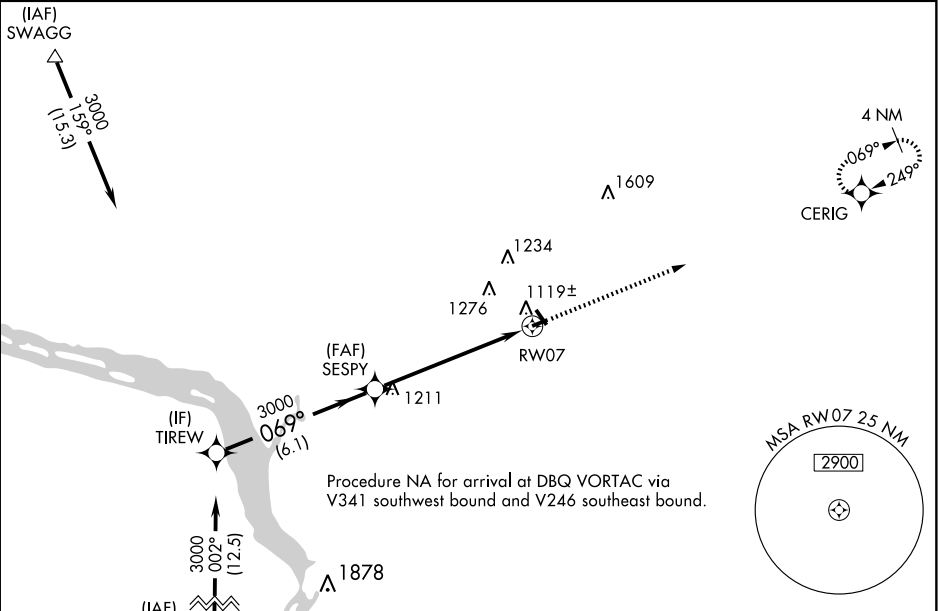 (IAF)
SWAGG
3000
159°
(15.3)
4 NM
069°
249°
CERIG
1609
1234
1276
1119±
RW07
(FAF)
SESPY
1211
3000
069°
(6.1)
(IF)
TIREW
MSA RW07 25 NM
2900
Procedure NA for arrival at DBQ VORTAC via
V341 southwest bound and V246 southeast bound.
3000
002°
(12.5)
1878
(IAF)